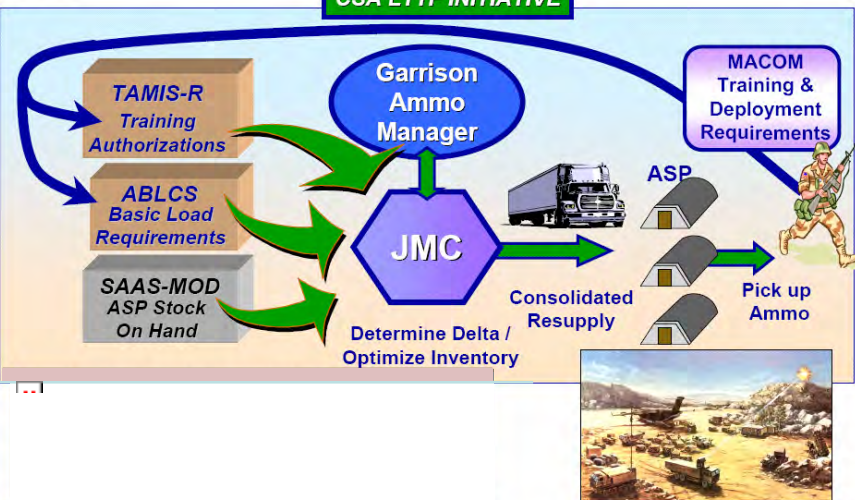 INITIATIVE
TAMIS-R
Training
Authorizations
ABLCS
Basic Load
Requirements
SAAS-MOD
ASP Stock
On Hand
Garrison
Ammo
Manager
JMC
Determine Delta /
Optimize Inventory
Consolidated
Resupply
ASP
Pick up
Ammo
MACOM
Training &
Deployment
Requirements